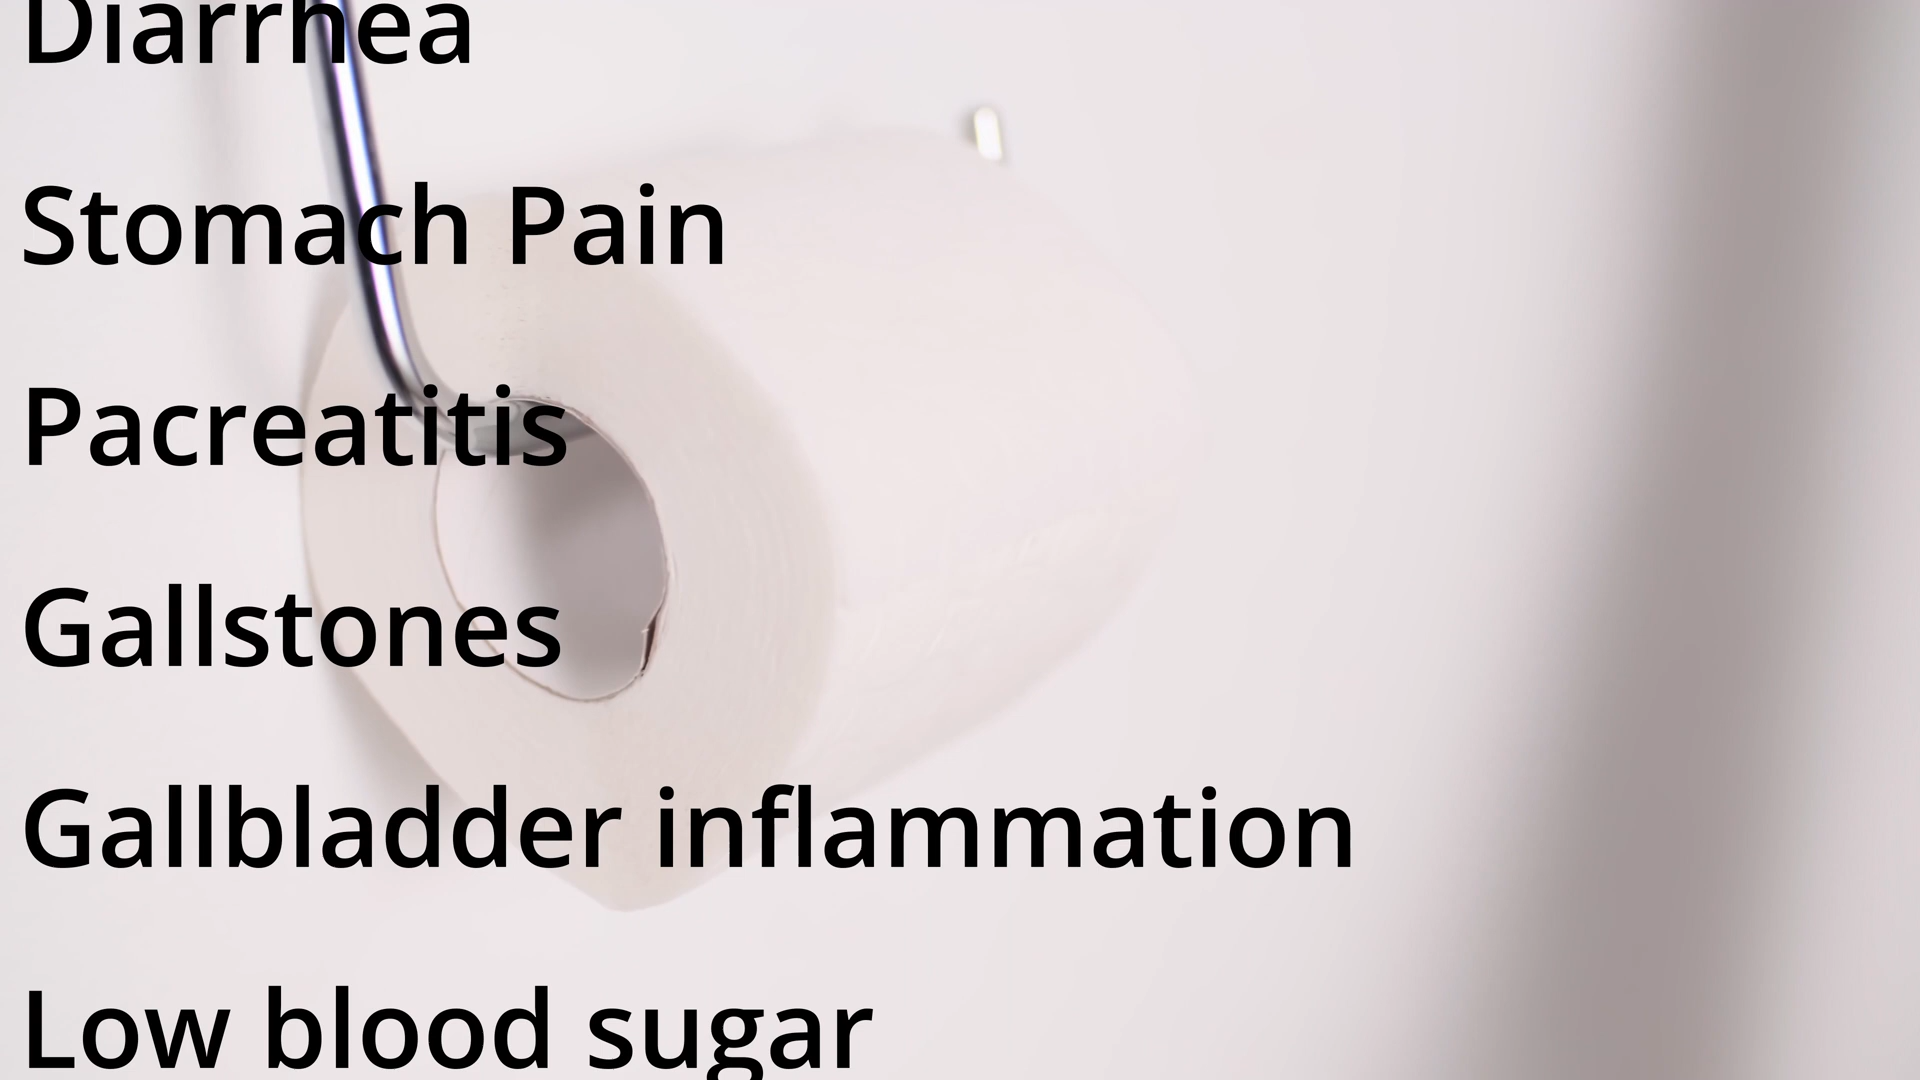 Diarrhea
Stomach Pain
Pacreatitis
Gallstones
Gallbladder inflammation
Low blood sugar